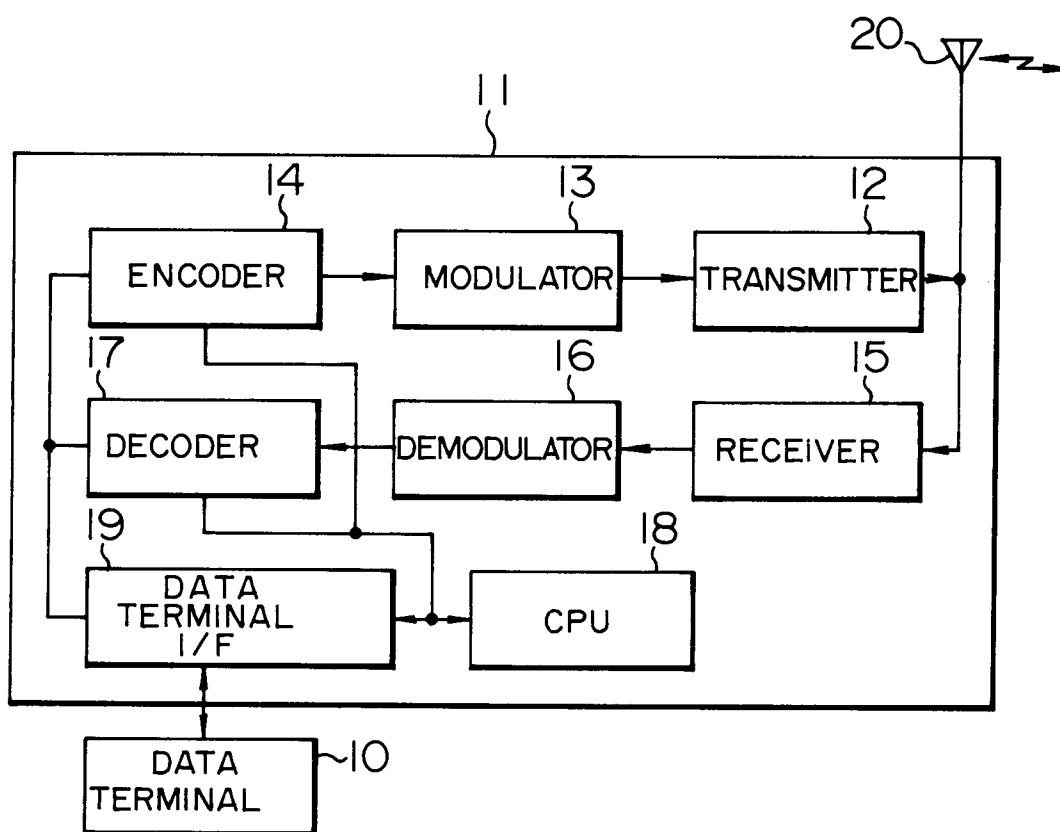 20
11
14
13
12
ENCODER
MODULATOR
TRANSMITTER
17
16
15
DECODER
DEMODULATOR
RECEIVER
19
18
DATA
TERMINAL
I/F
CPU
10
DATA
TERMINAL